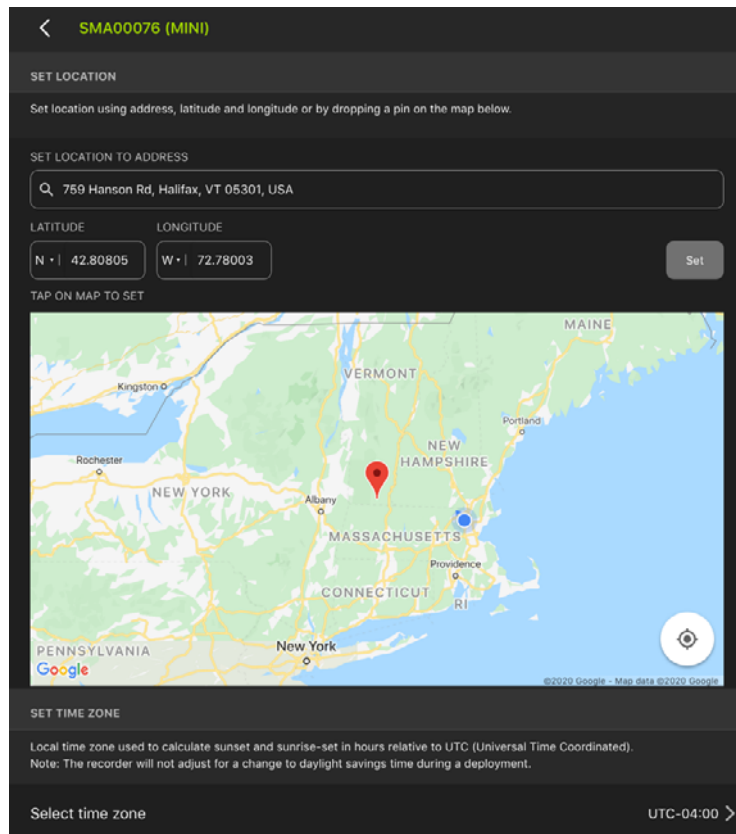 SMA00076 (MINI)
SET LOCATION
Set location using address, latitude and longitude or by dropping a pin on the map below.
SET LOCATION TO ADDRESS
759 Hanson Rd, Halifax, VT 05301, USA
LATITUDE LONGITUDE
N 42.80805 W 72.78003 Set
TAP ON MAP TO SET
MAINE
VERMONT
Kingston
Portland
NEW
HAMPSHIRE
Rochester
NEW YORK
Albany
MASSACHUSETTS
Providence
CONNECTICUT
RI
PENNSYLVANIA
New York
Google
©2020 Google - Map data ©2020 Google
SET TIME ZONE
Local time zone used to calculate sunset and sunrise-set in hours relative to UTC (Universal Time Coordinated).
Note: The recorder will not adjust for a change to daylight savings time during a deployment.
Select time zone UTC-04:00